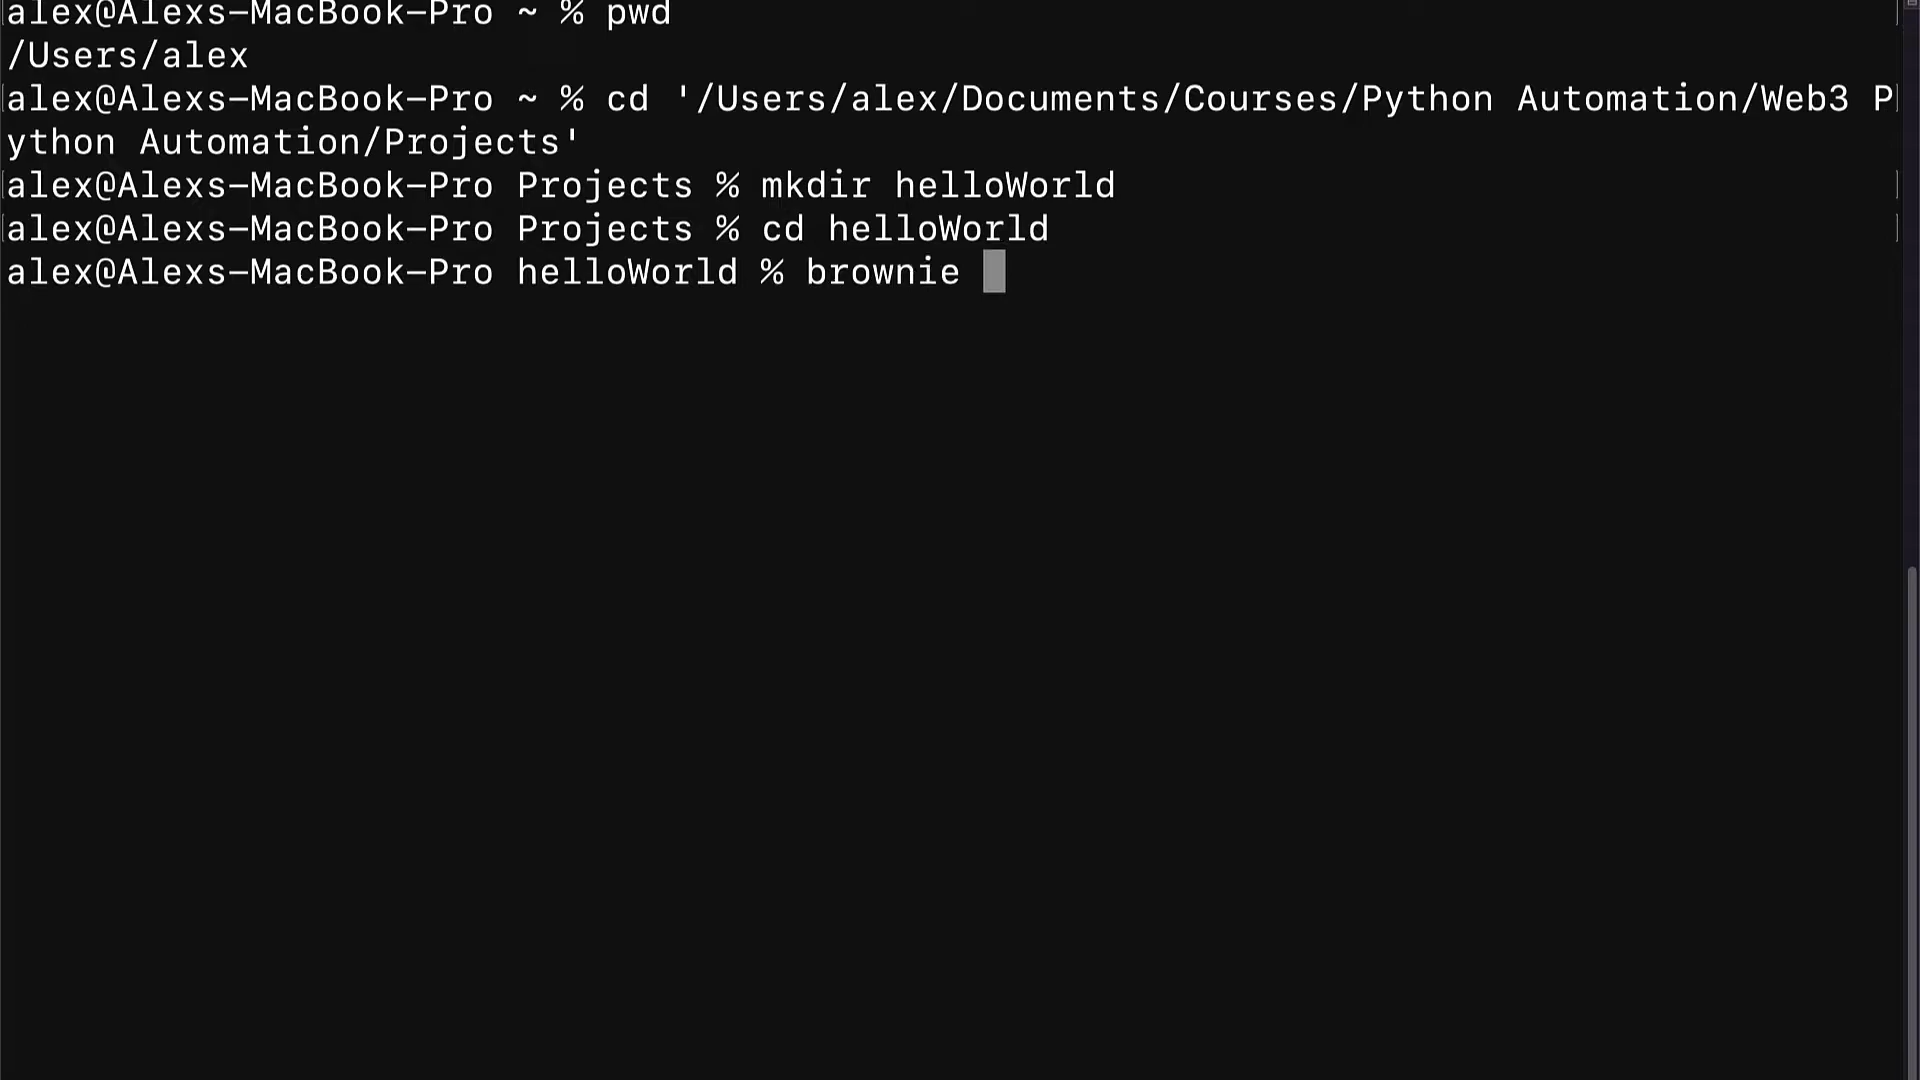 alex@Alexs-MacBook-Pro ~ % pwd
/Users/alex
alex@Alexs-MacBook-Pro ~ % cd '/Users/alex/Documents/Courses/Python Automation/Web3 P
ython Automation/Projects'
alex@Alexs-MacBook-Pro Projects % mkdir helloWorld
alex@Alexs-MacBook-Pro Projects % cd helloWorld
alex@Alexs-MacBook-Pro helloWorld % brownie